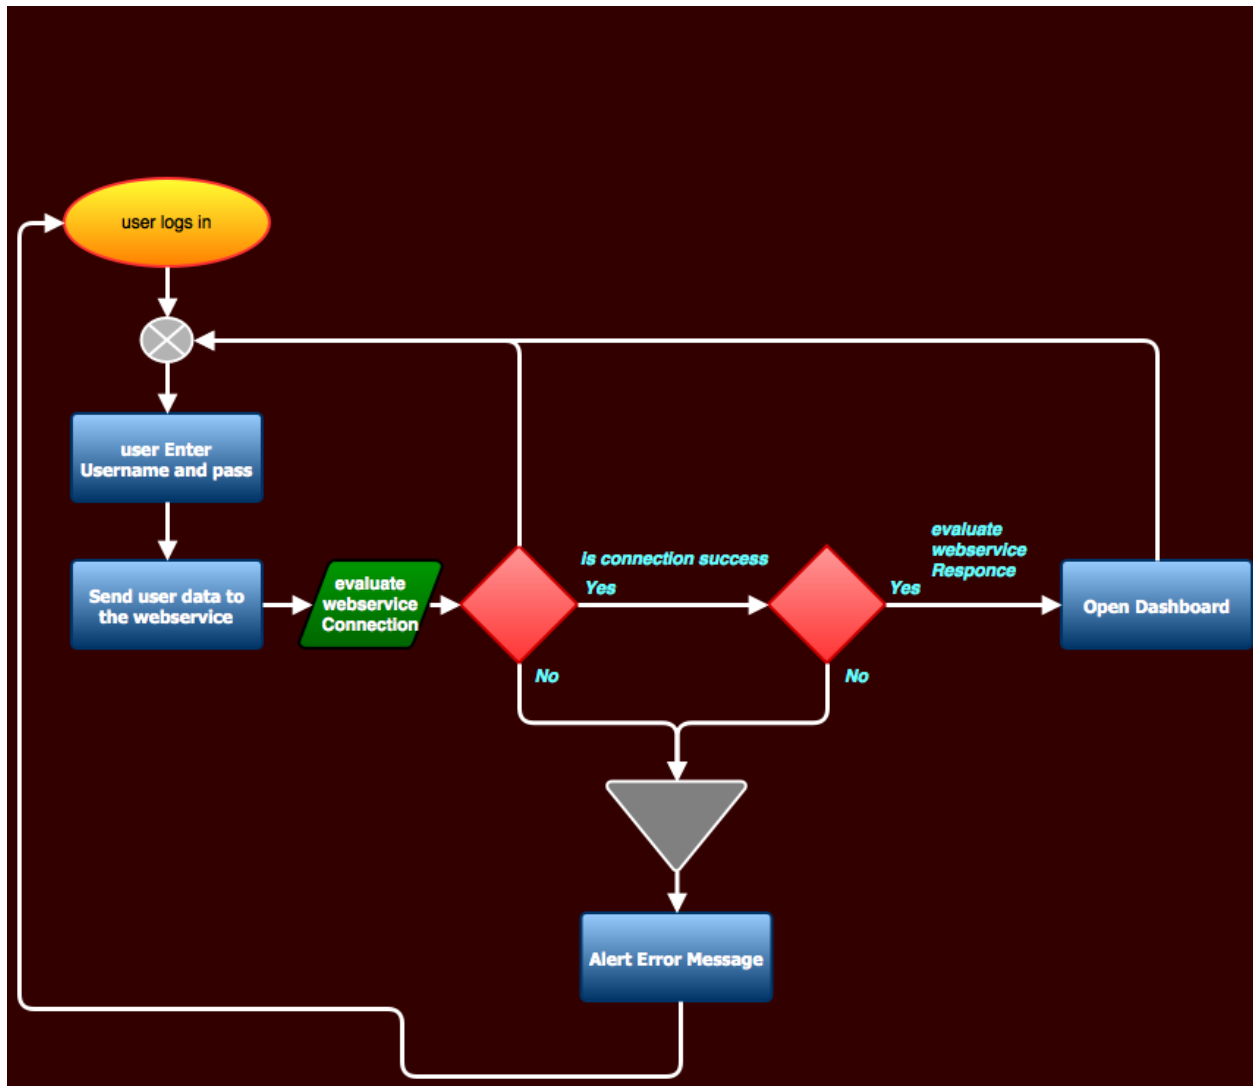 user logs in
user Enter
Username and pass
Send user data to
the webservice
evaluate
webservice
Connection
is connection success
Yes
No
evaluate
webservice
Responce
Yes
No
Open Dashboard
Alert Error Message